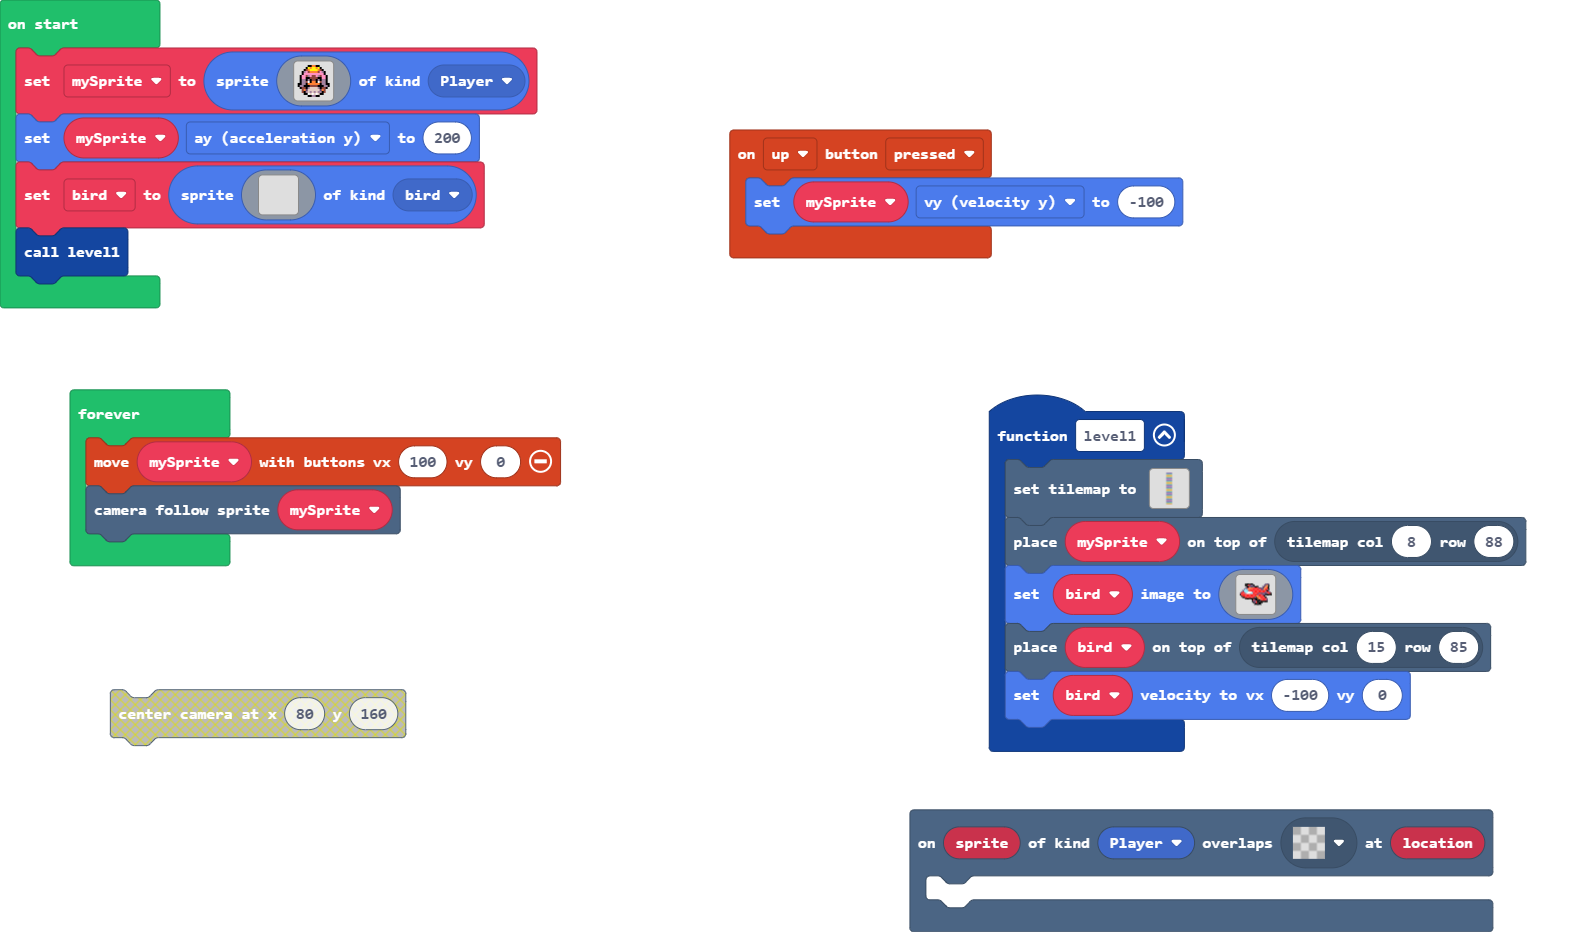 on start
set mySprite to sprite of kind Player
set mySprite ay (acceleration y) to 200
set bird to sprite of kind bird
call level1
on up button pressed
set mySprite vy (velocity y) to -100
forever
move mySprite with buttons vx 100 vy 0
camera follow sprite mySprite
function level1
set tilemap to
place mySprite on top of tilemap col 8 row 88
set bird image to
place bird on top of tilemap col 15 row 85
set bird velocity to vx -100 vy 0
center camera at x 80 y 160
on sprite of kind Player overlaps at location